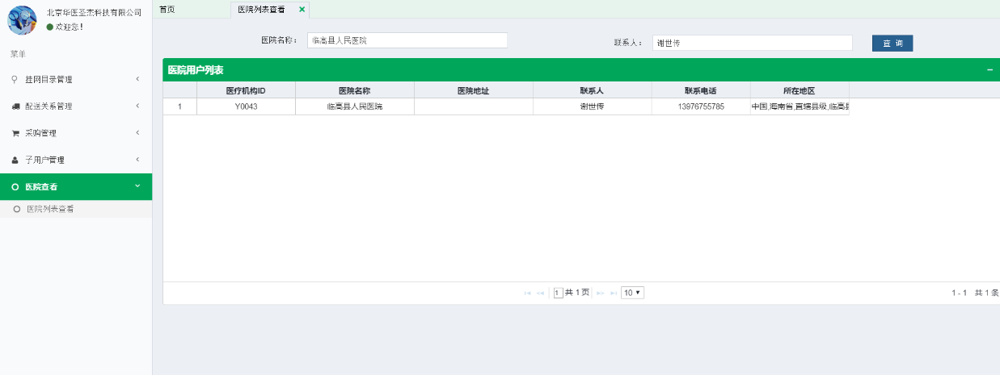 北京华医圣杰科技有限公司
欢迎您!
菜单
挂网目录管理
配送关系管理
采购管理
子用户管理
医院查看
医院列表查看
首页 医院列表查看
医院名称: 临高县人民医院 联系人: 谢世传 查 询
医院用户列表
医疗机构ID 医院名称 医院地址 联系人 联系电话 所在地区
1 Y0043 临高县人民医院 谢世传 13976755785 中国,海南省,直辖县级,临高县
1 共 1 页 10 1 - 1 共 1 条